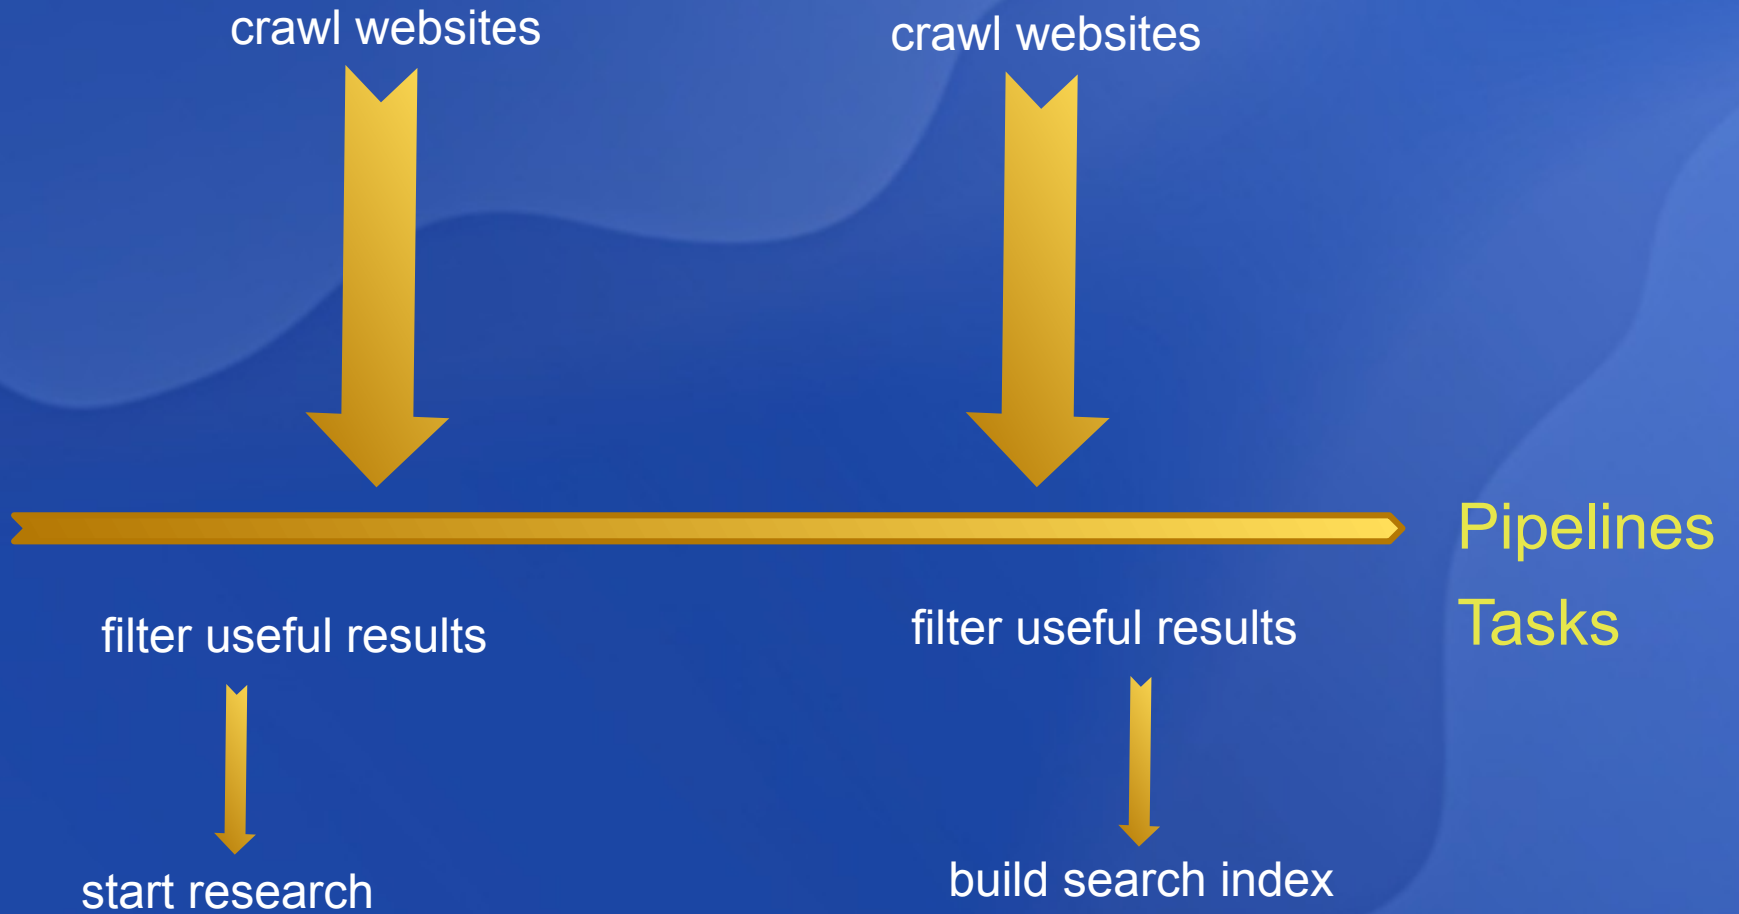 crawl websites
crawl websites
Pipelines
Tasks
filter useful results
filter useful results
start research
build search index